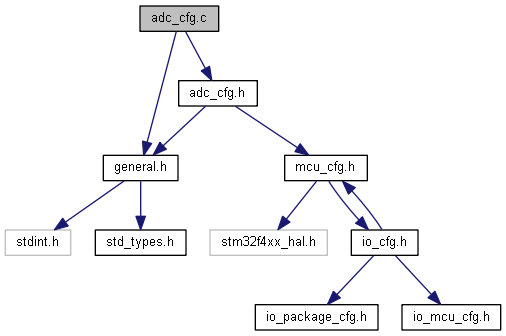 adc_cfg.c
adc_cfg.h
general.h
mcu_cfg.h
stdint.h
std_types.h
stm32f4xx_hal.h
io_cfg.h
io_package_cfg.h
io_mcu_cfg.h